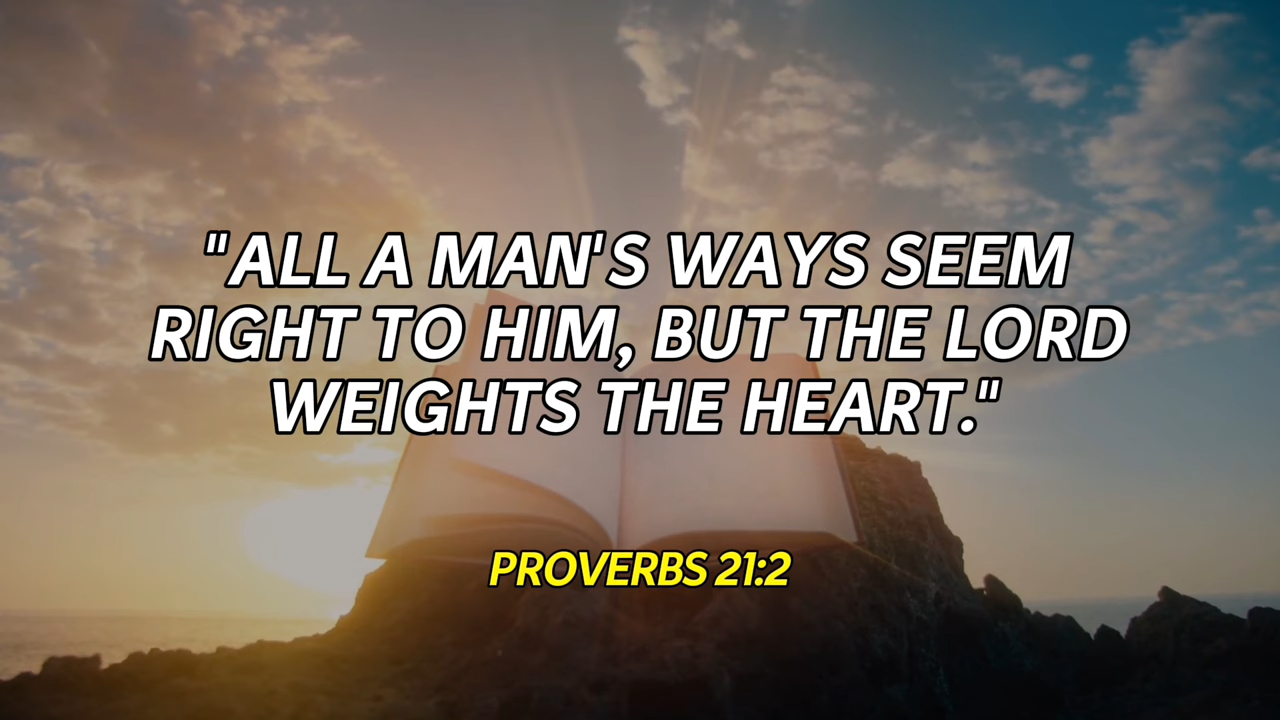 "ALL A MAN'S WAYS SEEM
RIGHT TO HIM, BUT THE LORD
WEIGHTS THE HEART."
PROVERBS 21:2